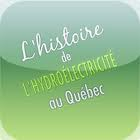 L'histoire
de
L'HYDROÉLECTRICITÉ
au Québec